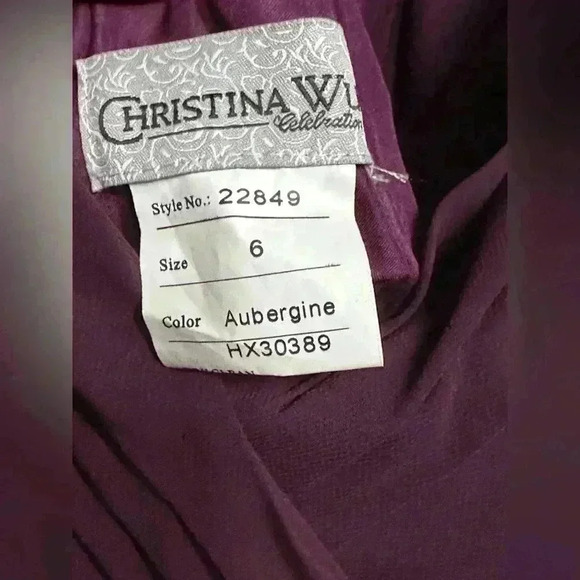 CHRISTINA WU
Celebration
Style No.: 22849
Size 6
Color Aubergine
HX30389